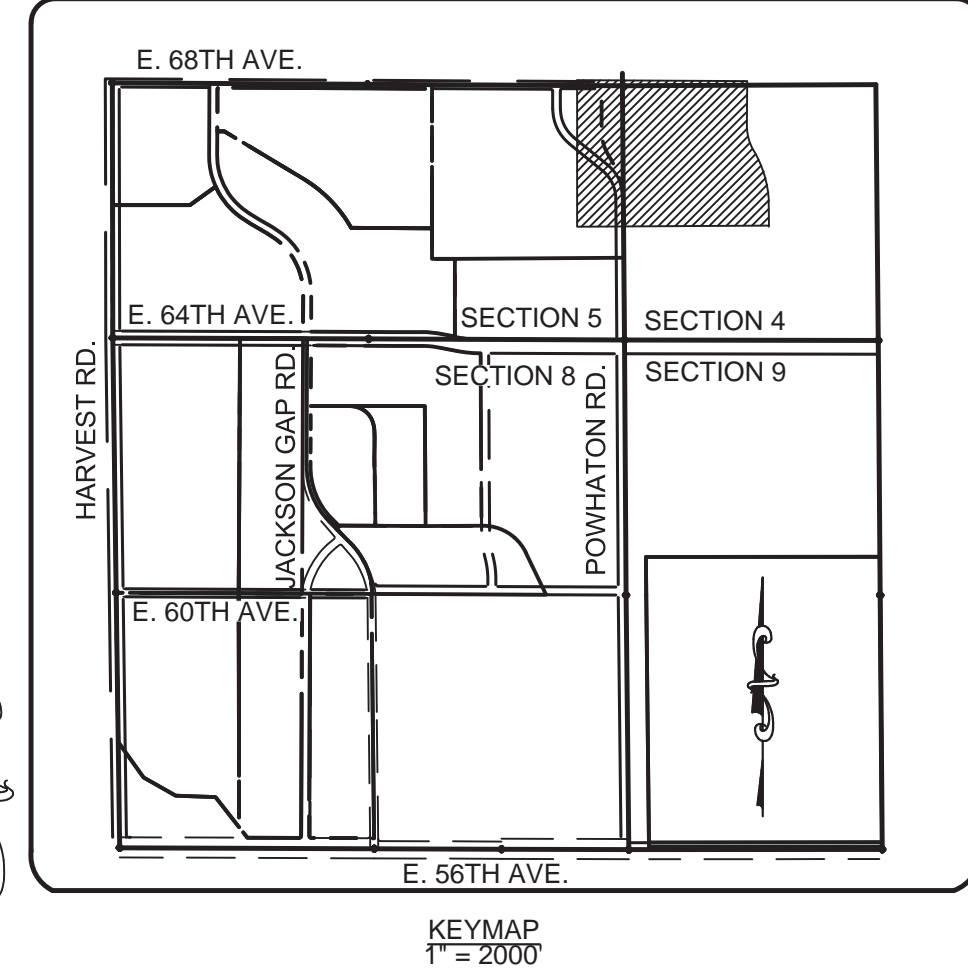 E. 68TH AVE.
E. 64TH AVE.
SECTION 5
SECTION 4
SECTION 8
SECTION 9
HARVEST RD.
JACKSON GAP RD.
POWHATON RD.
E. 60TH AVE.
E. 56TH AVE.
KEYMAP
1" = 2000'